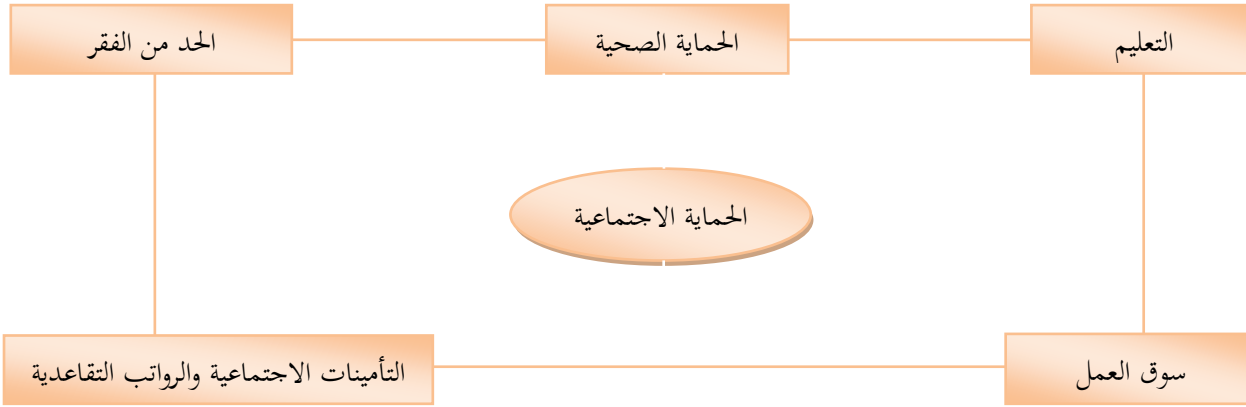 التعليم
الحماية الصحية
الحد من الفقر
الحماية الاجتماعية
سوق العمل
التأمينات الاجتماعية والرواتب التقاعدية